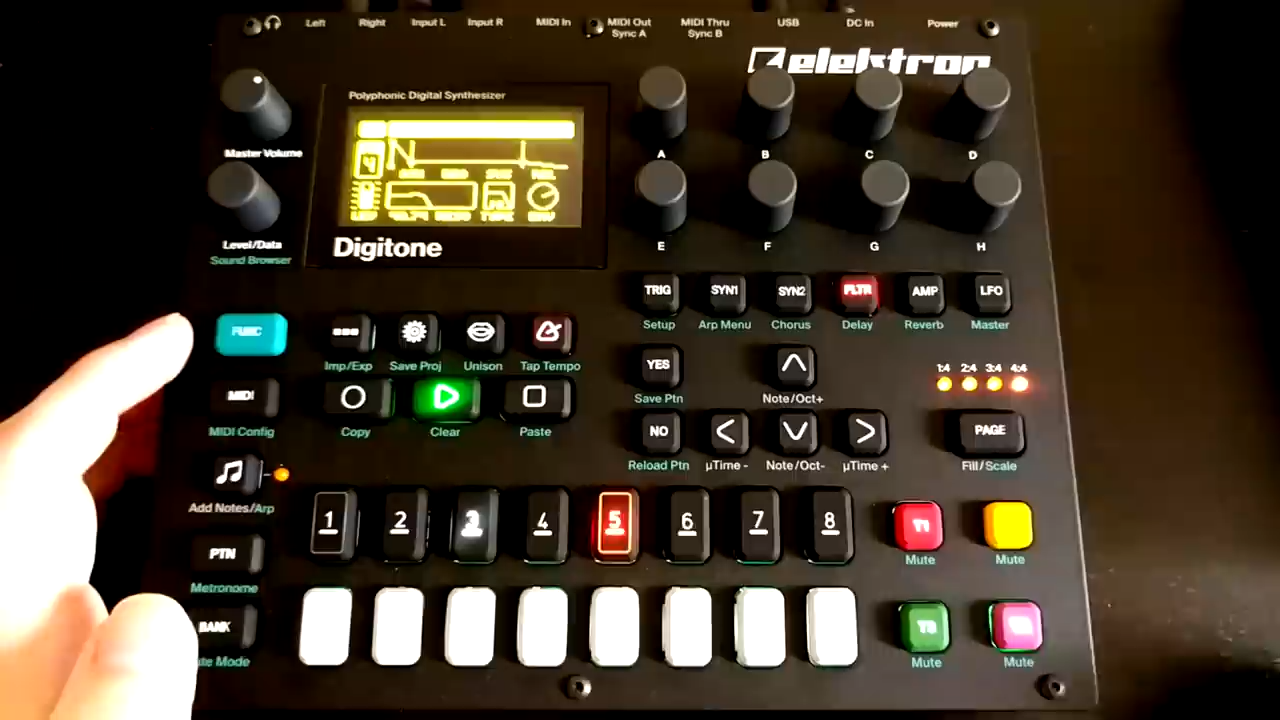 Left Right Input L Input R MIDI In MIDI Out MIDI Thru USB DC In Power
Sync A Sync B
elektron
Polyphonic Digital Synthesizer
Master Volume
A B C D
Level/Data
Sound Browser
Digitone
E F G H
TRIG SYN1 SYN2 FLTR AMP LFO
Setup Arp Menu Chorus Delay Reverb Master
FUNC
Imp/Exp Save Proj Unison Tap Tempo
YES
1:4 2:4 3:4 4:4
MIDI
Save Ptn Note/Oct+
MIDI Config Copy Clear Paste
NO PAGE
Reload Ptn µTime - Note/Oct- µTime + Fill/Scale
Add Notes/Arp
1 2 3 4 5 6 7 8 T1
PTN
Mute Mute
Metronome
BANK T3
Mute Mute
te Mode